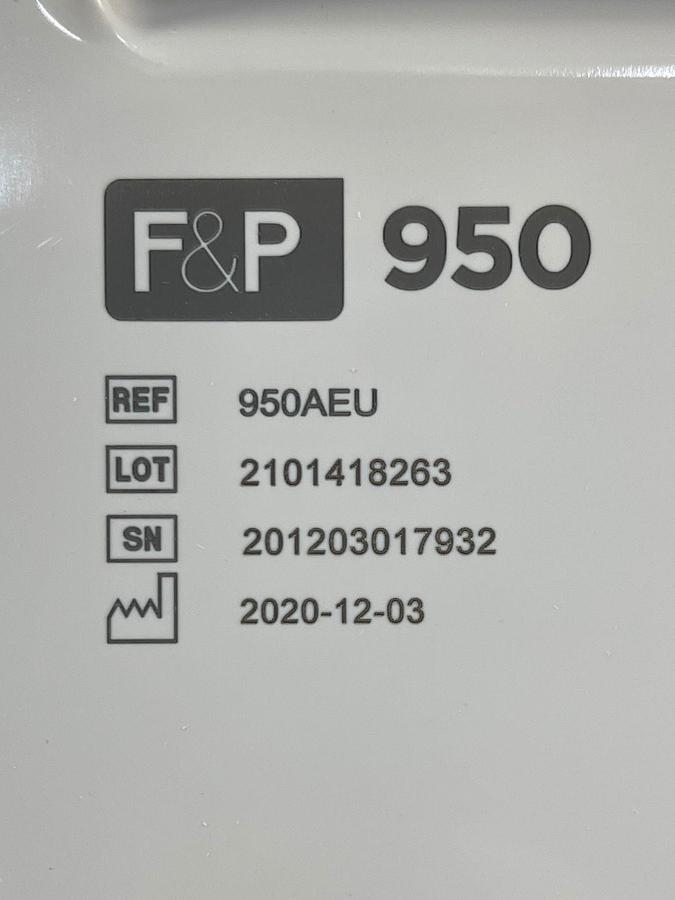 F&P 950
REF 950AEU
LOT 2101418263
SN 201203017932
2020-12-03